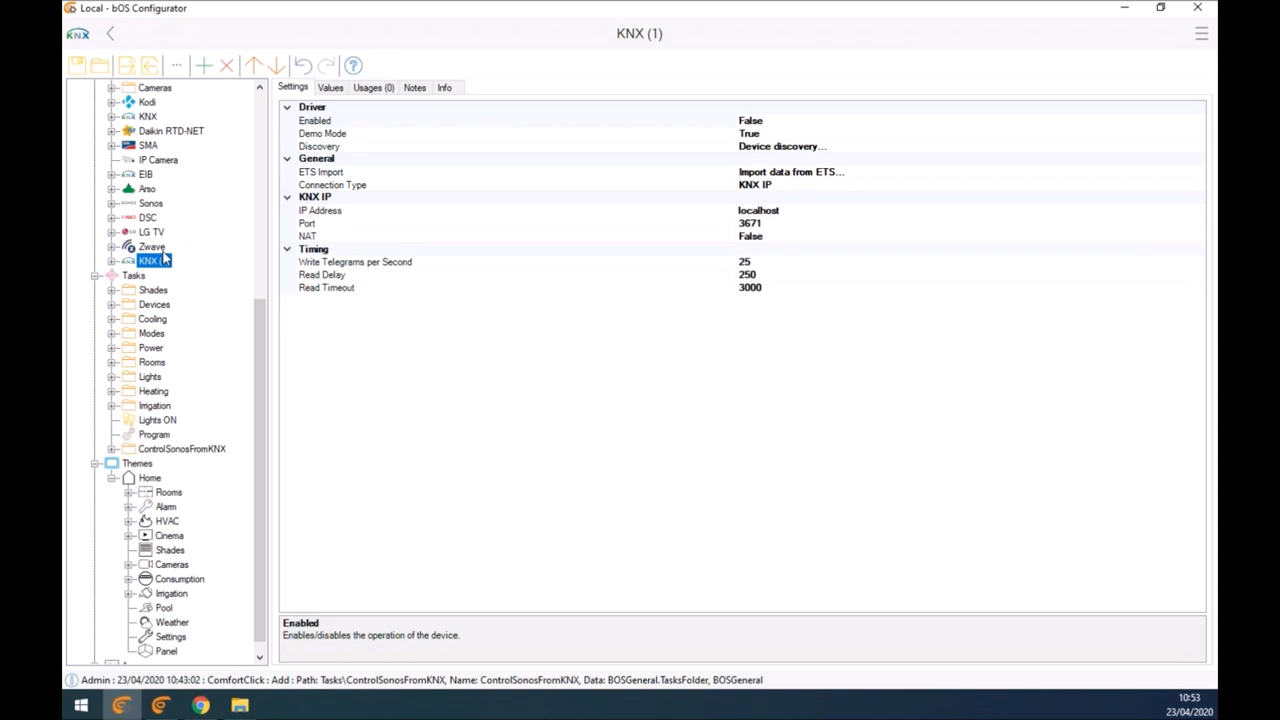 Local - bOS Configurator
KNX
KNX (1)
Settings Values Usages (0) Notes Info
Cameras
Kodi
KNX
Daikin RTD-NET
SMA
IP Camera
EIB
Arso
Sonos
DSC
LG TV
Zwave
KNX (
Tasks
Shades
Devices
Cooling
Modes
Power
Rooms
Lights
Heating
Irrigation
Lights ON
Program
ControlSonosFromKNX
Themes
Home
Rooms
Alarm
HVAC
Cinema
Shades
Cameras
Consumption
Irrigation
Pool
Weather
Settings
Panel
Driver
Enabled False
Demo Mode True
Discovery Device discovery...
General
ETS Import Import data from ETS...
Connection Type KNX IP
KNX IP
IP Address localhost
Port 3671
NAT False
Timing
Write Telegrams per Second 25
Read Delay 250
Read Timeout 3000
Enabled
Enables/disables the operation of the device.
Admin : 23/04/2020 10:43:02 : ComfortClick : Add : Path: Tasks\ControlSonosFromKNX, Name: ControlSonosFromKNX, Data: BOSGeneral.TasksFolder, BOSGeneral
10:53
23/04/2020